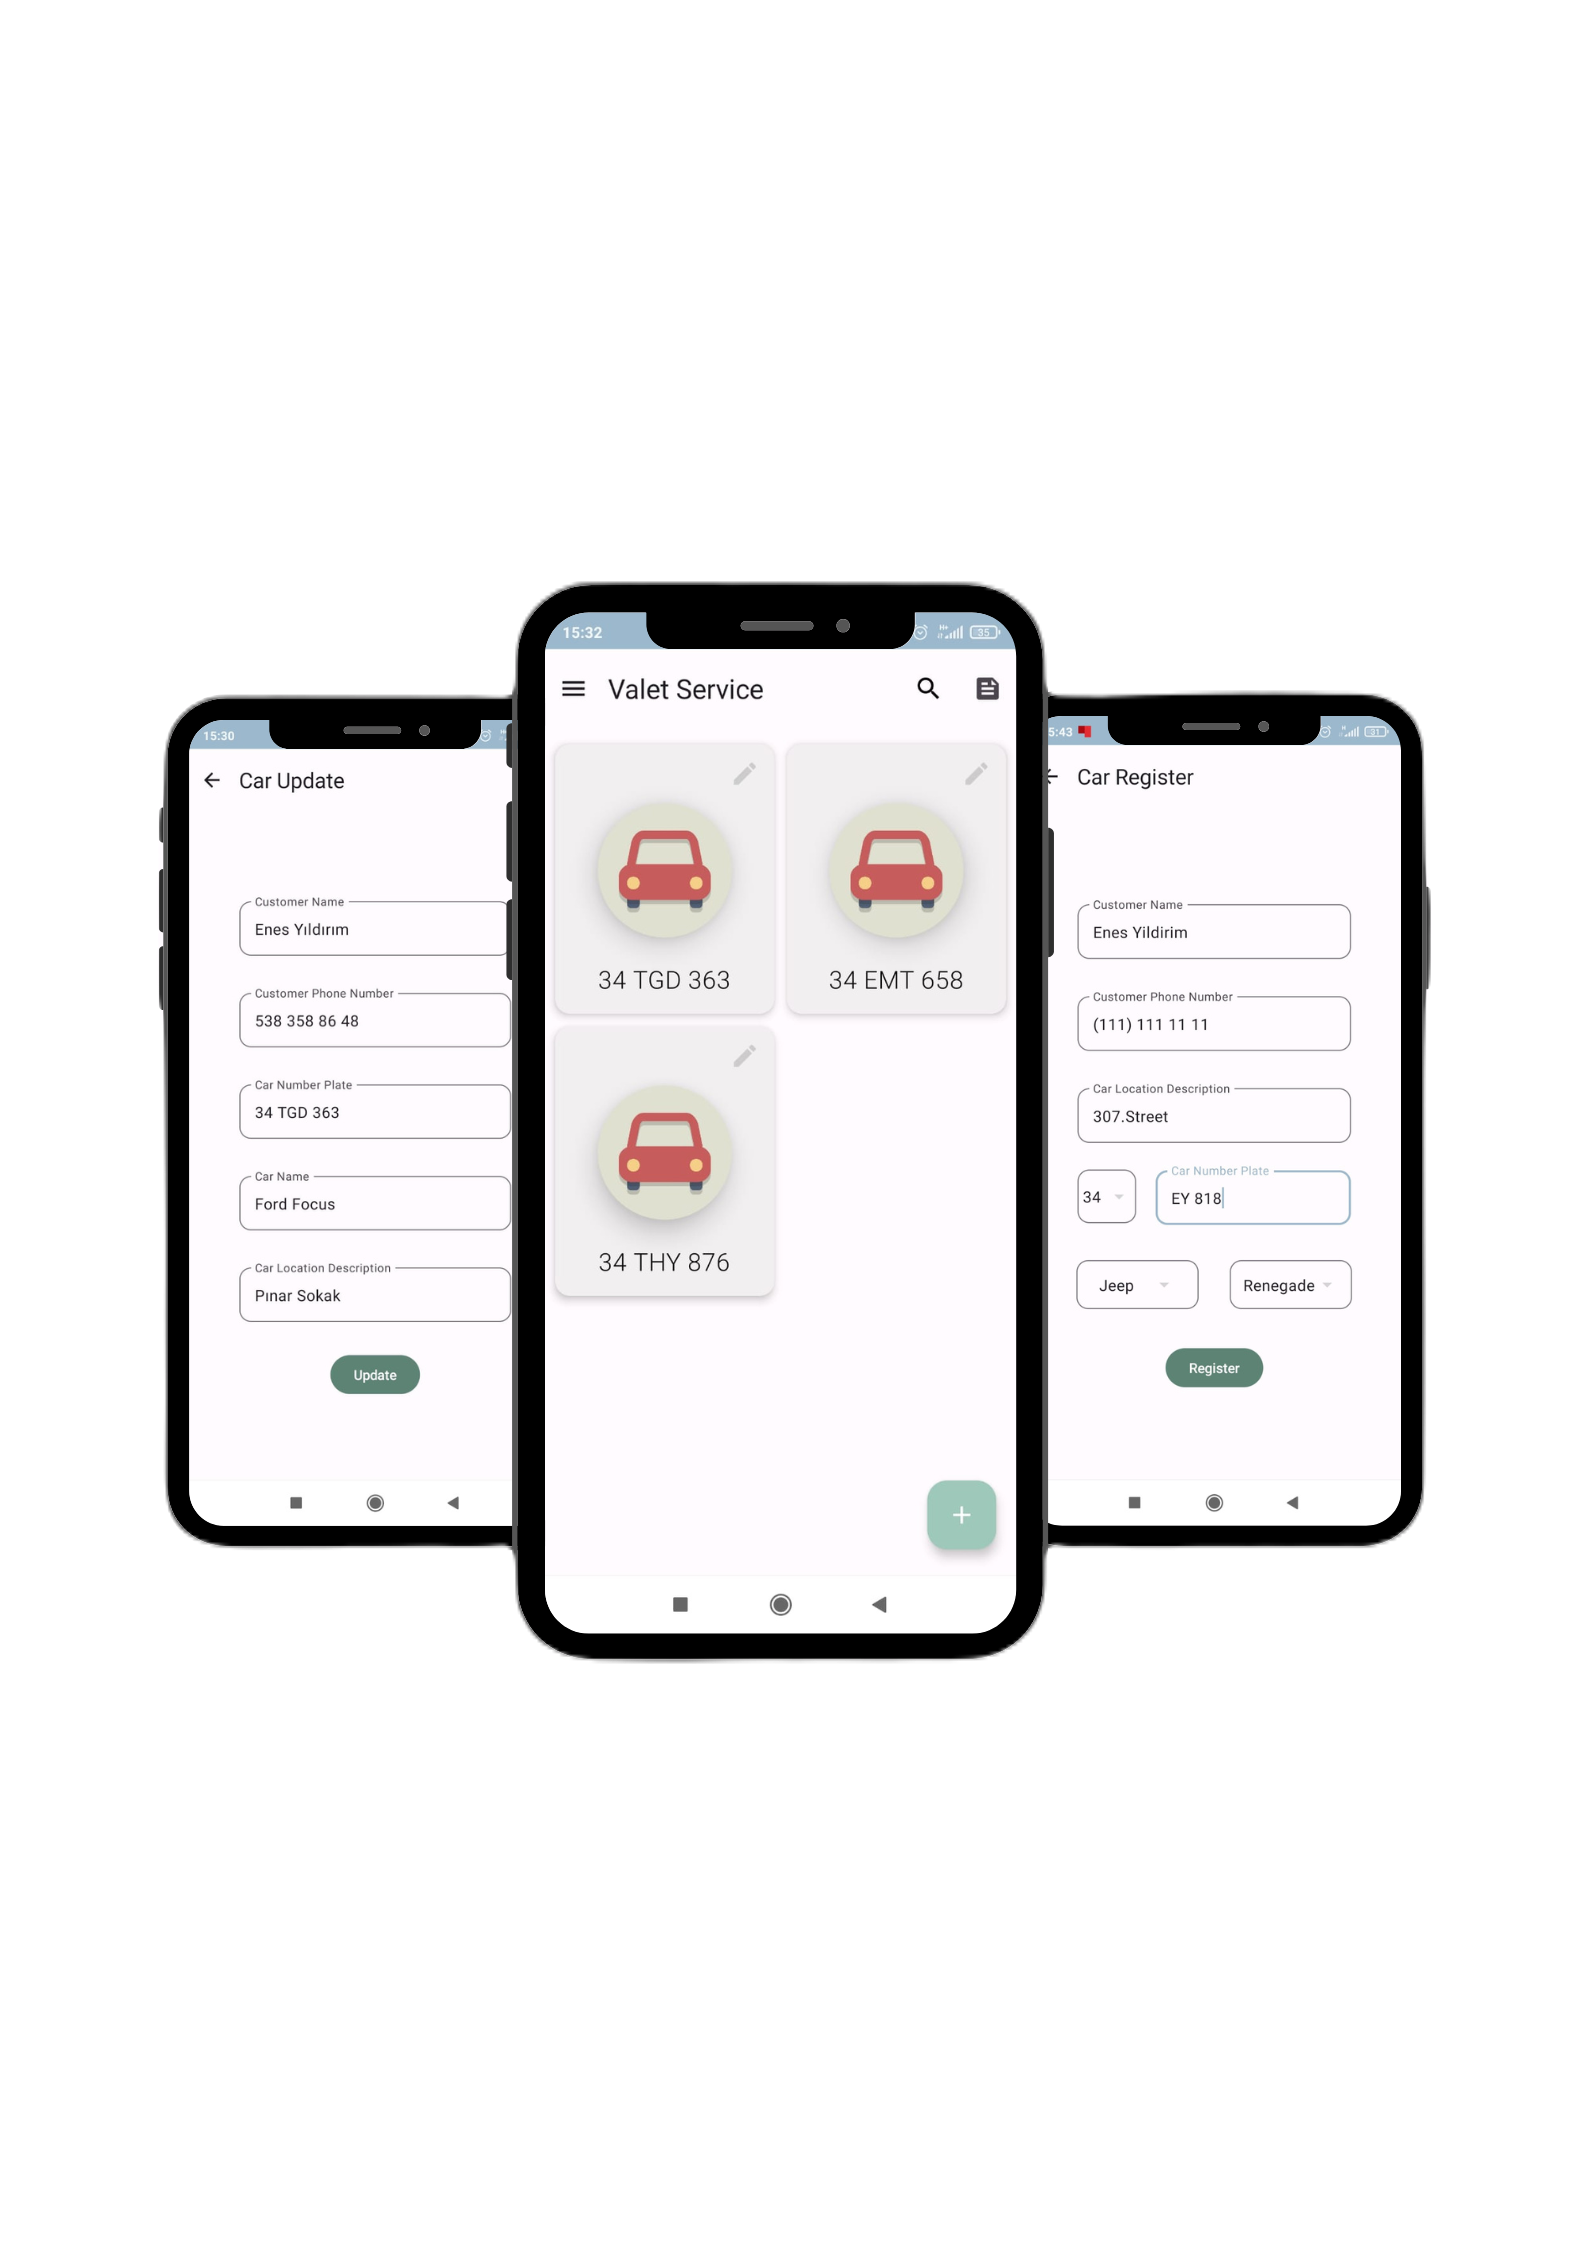 15:30
Car Update
Customer Name
Enes Yıldırım
Customer Phone Number
538 358 86 48
Car Number Plate
34 TGD 363
Car Name
Ford Focus
Car Location Description
Pınar Sokak
Update
15:32
35
Valet Service
34 TGD 363
34 EMT 658
34 THY 876
+
5:43
31
Car Register
Customer Name
Enes Yildirim
Customer Phone Number
(111) 111 11 11
Car Location Description
307.Street
Car Number Plate
34 EY 818
Jeep Renegade
Register